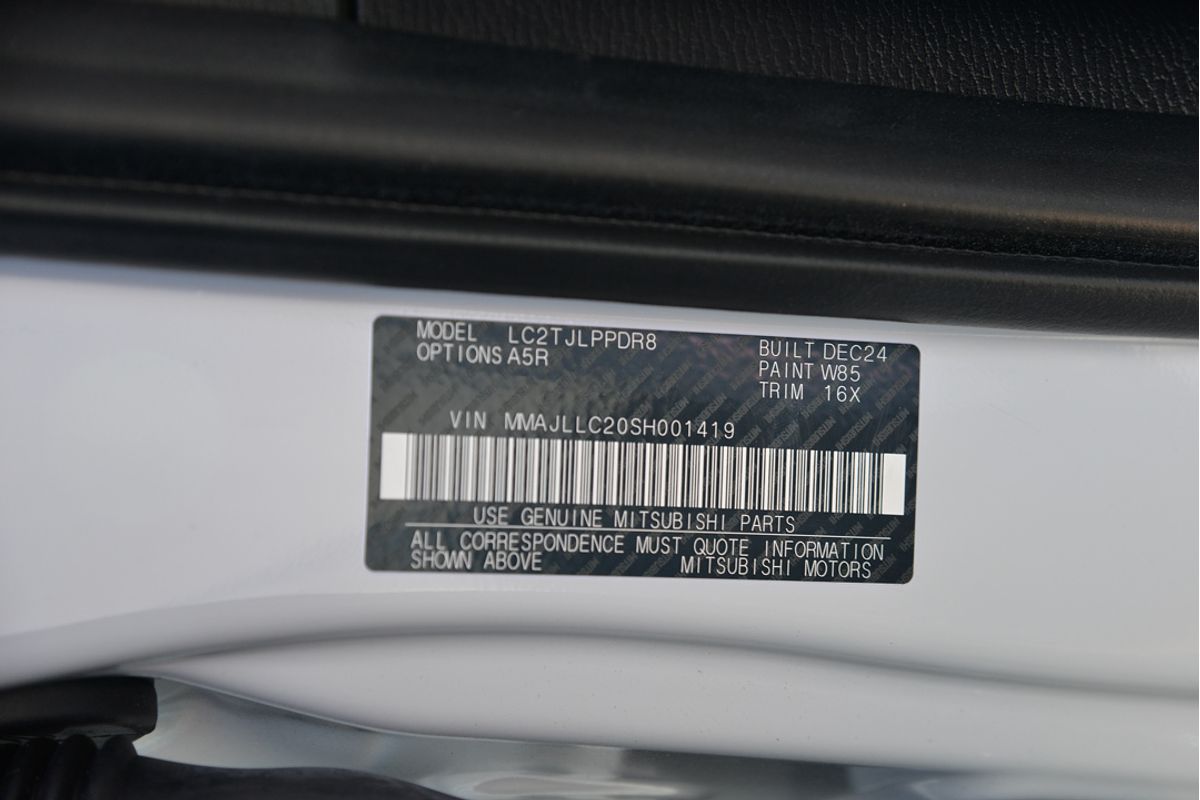 MODEL LC2TJLPPDR8
OPTIONS A5R
BUILT DEC24
PAINT W85
TRIM 16X
VIN MMAJLLC20SH001419
USE GENUINE MITSUBISHI PARTS
ALL CORRESPONDENCE MUST QUOTE INFORMATION
SHOWN ABOVE MITSUBISHI MOTORS